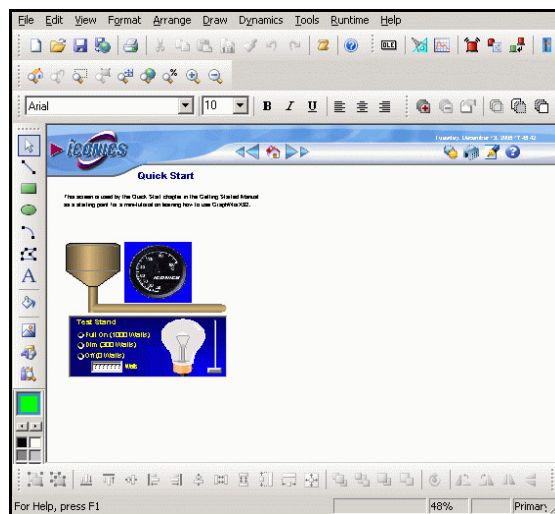 File Edit View Format Arrange Draw Dynamics Tools Runtime Help
OLE
Arial 10 B I U
ICONICS
Quick Start
This screen is used by the Quick Start chapter in the Getting Started Manual
as a starting point for a mini-tutorial on learning how to use GraphWorX32.
ICONICS
Test Stand
Full On (1000 Watts)
Dim (300 Watts)
Off (0 Watts)
Watts
A
For Help, press F1
48%
Primary